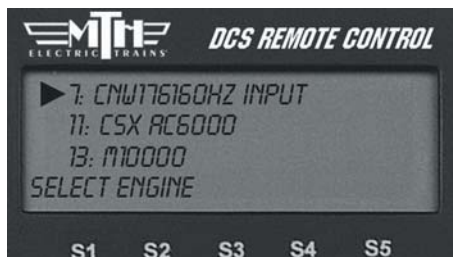 MTH
ELECTRIC TRAINS
DCS REMOTE CONTROL
7: CNW176160HZ INPUT
11: CSX AC6000
13: M10000
SELECT ENGINE
S1 S2 S3 S4 S5